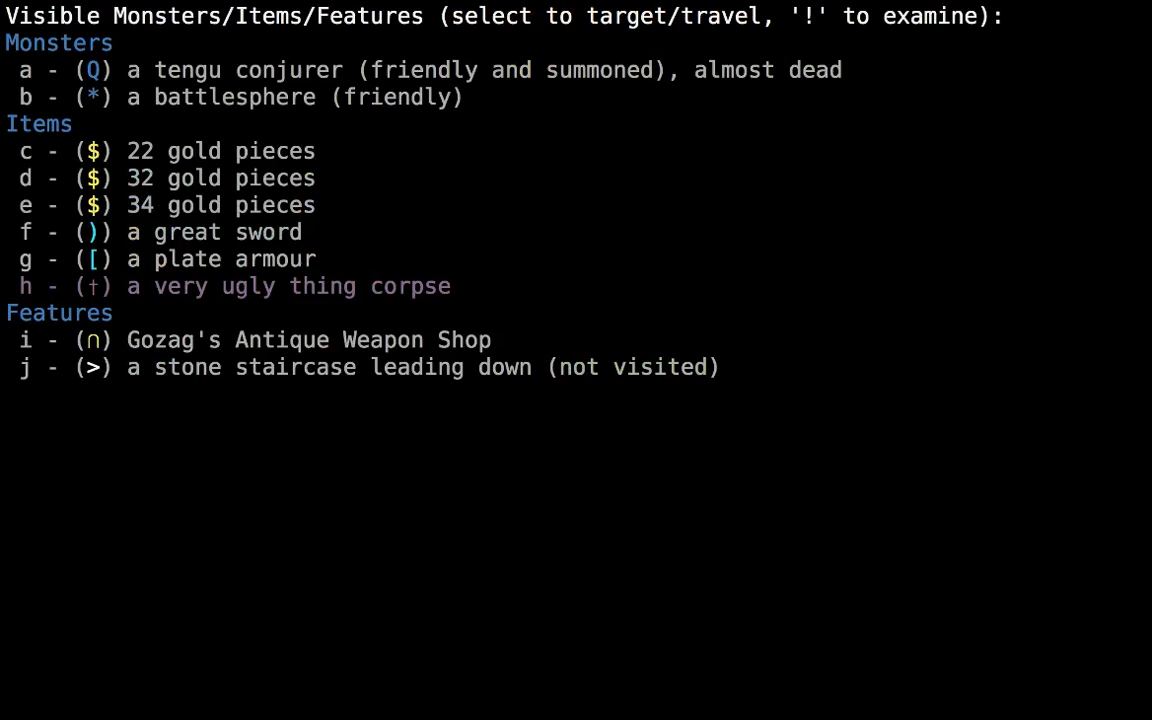 Visible Monsters/Items/Features (select to target/travel, '!' to examine):
Monsters
a - (Q) a tengu conjurer (friendly and summoned), almost dead
b - (*) a battlesphere (friendly)
Items
c - ($) 22 gold pieces
d - ($) 32 gold pieces
e - ($) 34 gold pieces
f - ()) a great sword
g - ([) a plate armour
h - (†) a very ugly thing corpse
Features
i - (∩) Gozag's Antique Weapon Shop
j - (>) a stone staircase leading down (not visited)